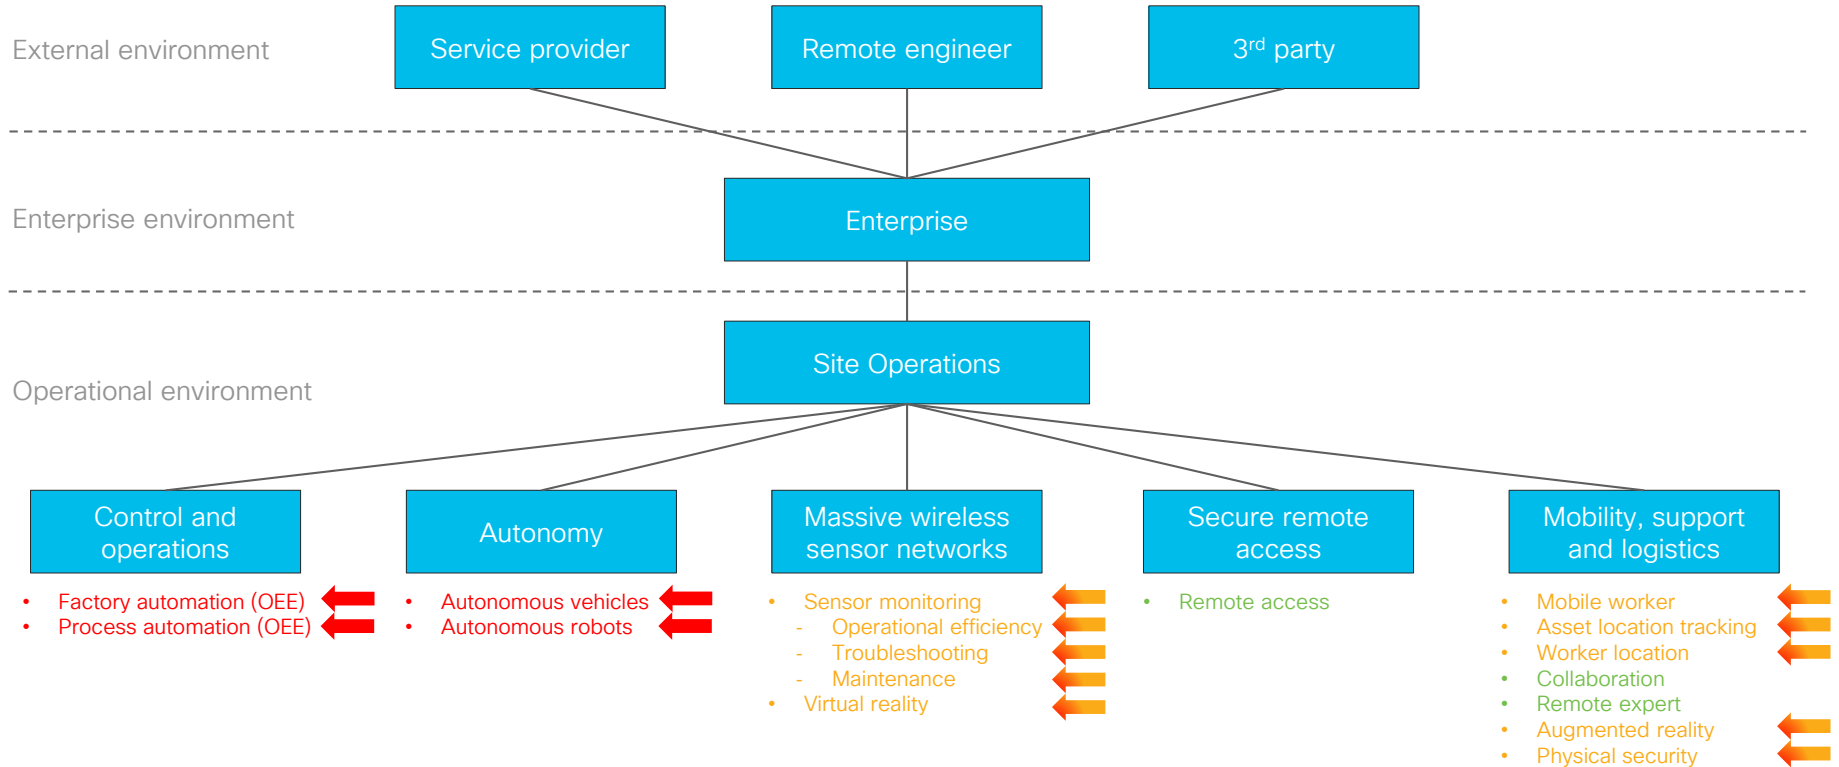 External environment
Service provider
Remote engineer
3rd party
Enterprise environment
Enterprise
Operational environment
Site Operations
Control and
operations
• Factory automation (OEE)
• Process automation (OEE)
Autonomy
• Autonomous vehicles
• Autonomous robots
Massive wireless
sensor networks
• Sensor monitoring
- Operational efficiency
- Troubleshooting
- Maintenance
• Virtual reality
Secure remote
access
• Remote access
Mobility, support
and logistics
• Mobile worker
• Asset location tracking
• Worker location
• Collaboration
• Remote expert
• Augmented reality
• Physical security